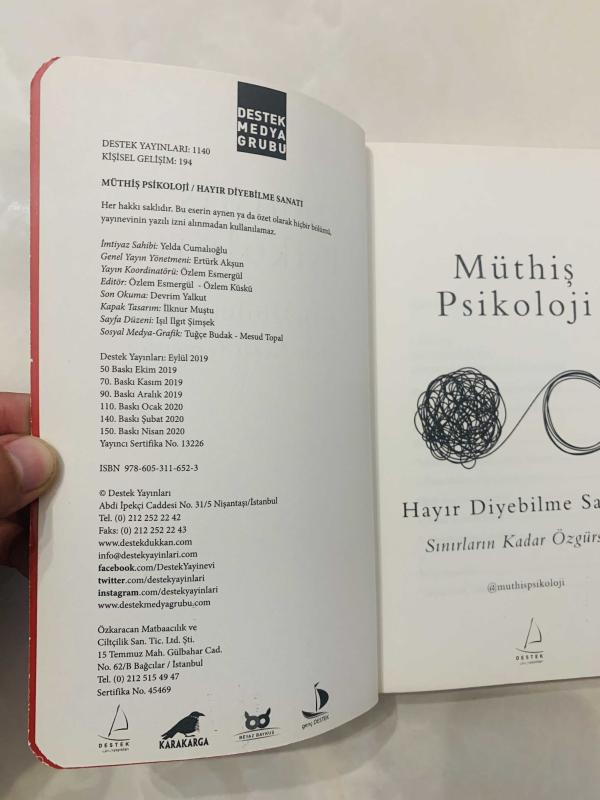 DESTEK
MEDYA
GRUBU
DESTEK YAYINLARI: 1140
KİŞİSEL GELİŞİM: 194
MÜTHİŞ PSİKOLOJİ / HAYIR DİYEBİLME SANATI
Her hakkı saklıdır. Bu eserin aynen ya da özet olarak hiçbir bölümü,
yayınevinin yazılı izni alınmadan kullanılamaz.
İmtiyaz Sahibi: Yelda Cumalıoğlu
Genel Yayın Yönetmeni: Ertürk Akşun
Yayın Koordinatörü: Özlem Esmergül
Editör: Özlem Esmergül - Özlem Küskü
Son Okuma: Devrim Yalkut
Kapak Tasarım: İlknur Muştu
Sayfa Düzeni: Işıl Ilgıt Şimşek
Sosyal Medya-Grafik: Tuğçe Budak - Mesud Topal
Destek Yayınları: Eylül 2019
50 Baskı Ekim 2019
70. Baskı Kasım 2019
90. Baskı Aralık 2019
110. Baskı Ocak 2020
140. Baskı Şubat 2020
150. Baskı Nisan 2020
Yayıncı Sertifika No. 13226
ISBN 978-605-311-652-3
© Destek Yayınları
Abdi İpekçi Caddesi No. 31/5 Nişantaşı/İstanbul
Tel. (0) 212 252 22 42
Faks: (0) 212 252 22 43
www.destekdukkan.com
info@destekyayinlari.com
facebook.com/DestekYayinevi
twitter.com/destekyayinlari
instagram.com/destekyayinlari
www.destekmedyagrubu.com
Özkaracan Matbaacılık ve
Ciltçilik San. Tic. Ltd. Şti.
15 Temmuz Mah. Gülbahar Cad.
No. 62/B Bağcılar / İstanbul
Tel. (0) 212 515 49 47
Sertifika No. 45469
DESTEK
KARAKARGA
BEYAZ BAYKUŞ
genç DESTEK
Müthiş
Psikoloji
Hayır Diyebilme Sa
Sınırların Kadar Özgürs
@muthispsikoloji
DESTEK